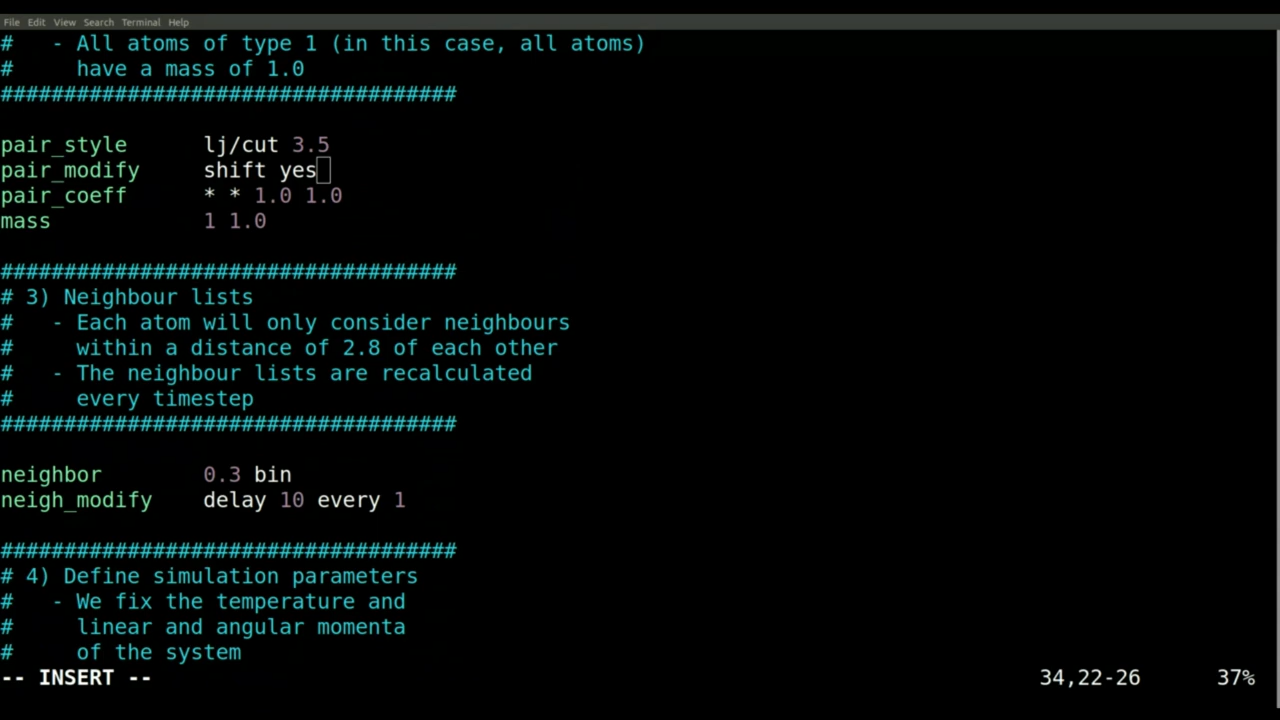 File Edit View Search Terminal Help
#   - All atoms of type 1 (in this case, all atoms)
#     have a mass of 1.0
####################################
pair_style      lj/cut 3.5
pair_modify     shift yes
pair_coeff      * * 1.0 1.0
mass            1 1.0
####################################
# 3) Neighbour lists
#   - Each atom will only consider neighbours
#     within a distance of 2.8 of each other
#   - The neighbour lists are recalculated
#     every timestep
####################################
neighbor        0.3 bin
neigh_modify    delay 10 every 1
####################################
# 4) Define simulation parameters
#   - We fix the temperature and
#     linear and angular momenta
#     of the system
-- INSERT --                    34,22-26      37%